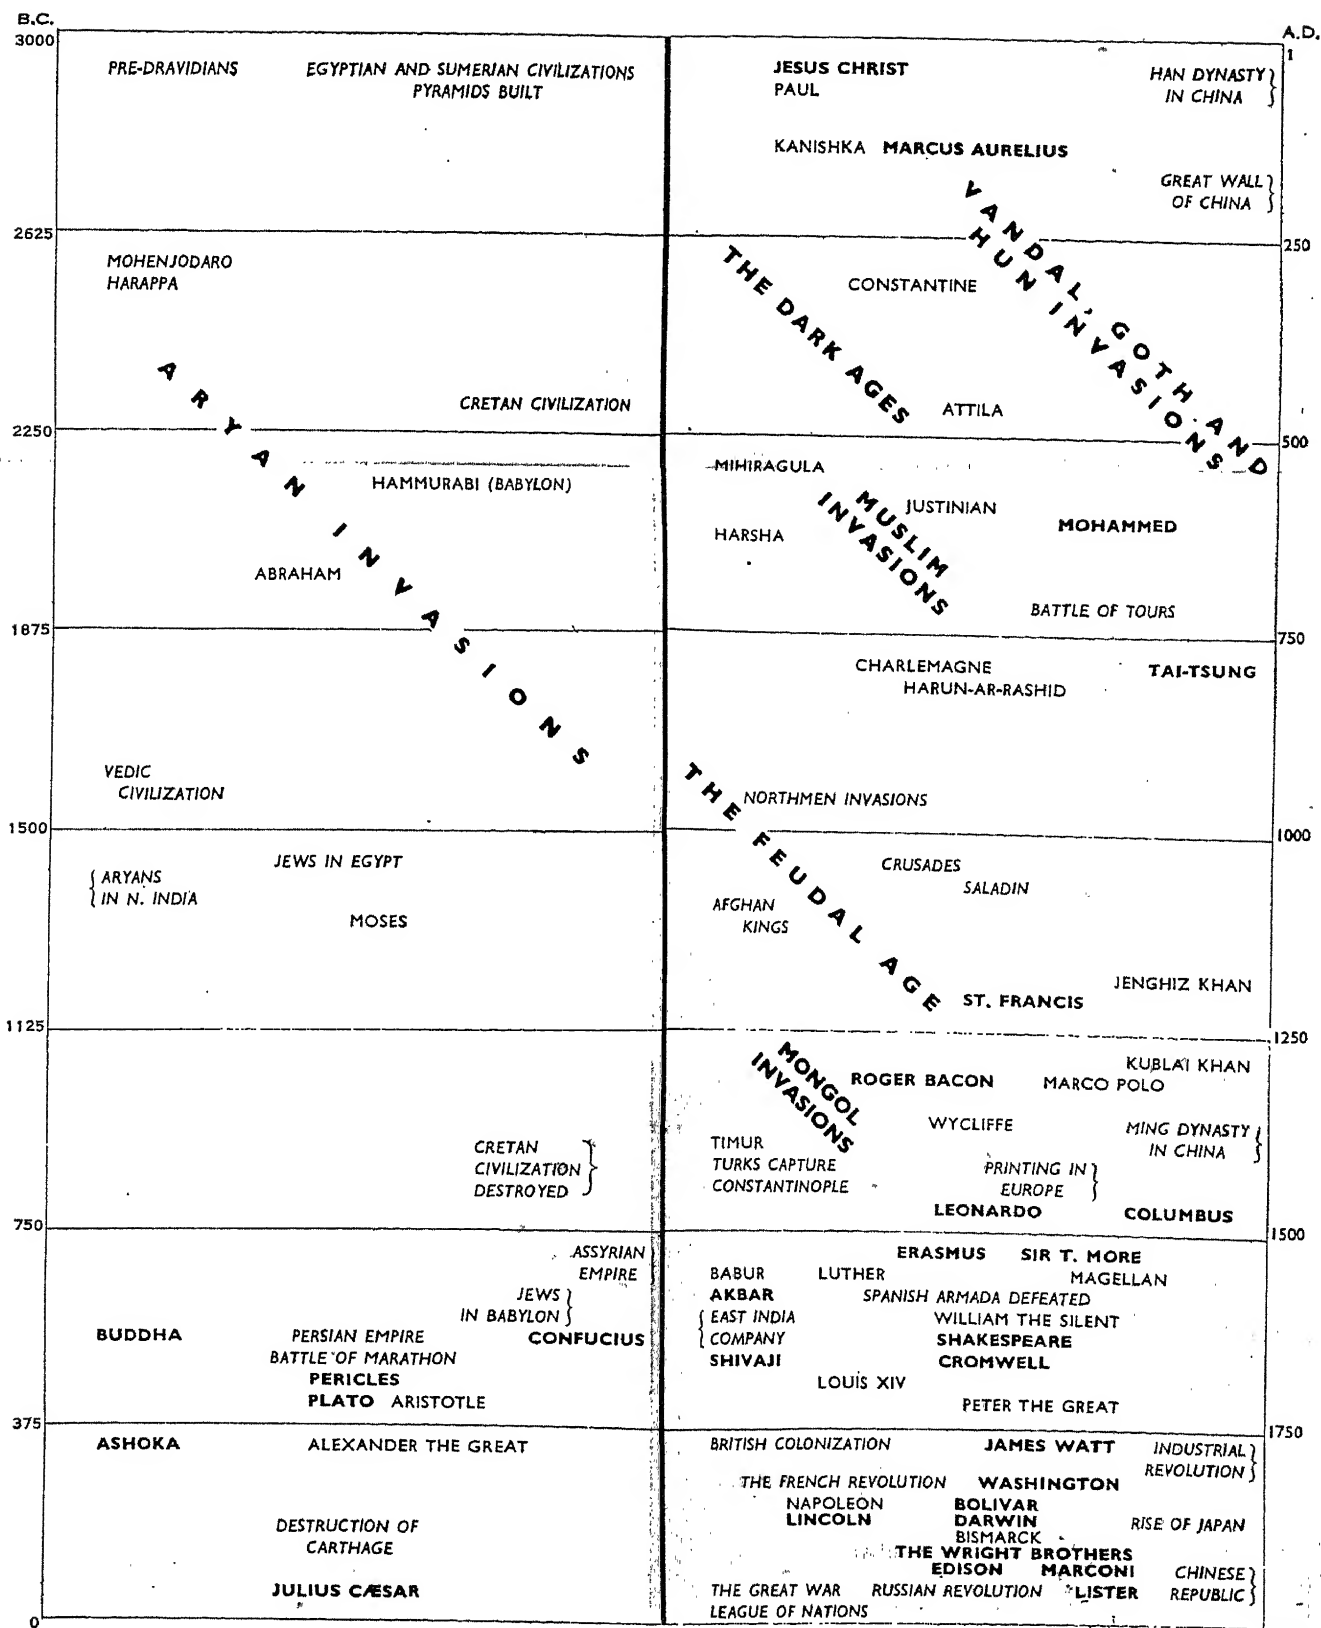 B.C.
3000
PRE-DRAVIDIANS
EGYPTIAN AND SUMERIAN CIVILIZATIONS
PYRAMIDS BUILT
2625
MOHENJODARO
HARAPPA
ARYAN INVASIONS
CRETAN CIVILIZATION
2250
HAMMURABI (BABYLON)
ABRAHAM
1875
VEDIC
CIVILIZATION
1500
JEWS IN EGYPT
ARYANS
IN N. INDIA
MOSES
1125
CRETAN
CIVILIZATION
DESTROYED
750
ASSYRIAN
EMPIRE
JEWS
IN BABYLON
BUDDHA
PERSIAN EMPIRE
CONFUCIUS
BATTLE OF MARATHON
PERICLES
PLATO ARISTOTLE
375
ASHOKA
ALEXANDER THE GREAT
DESTRUCTION OF
CARTHAGE
JULIUS CÆSAR
0
A.D.
1
JESUS CHRIST
PAUL
HAN DYNASTY
IN CHINA
KANISHKA MARCUS AURELIUS
GREAT WALL
OF CHINA
VANDAL, GOTH AND
HUN INVASIONS
250
THE DARK AGES
CONSTANTINE
ATTILA
500
MIHIRAGULA
MUSLIM
INVASIONS
JUSTINIAN
MOHAMMED
HARSHA
BATTLE OF TOURS
750
CHARLEMAGNE
TAI-TSUNG
HARUN-AR-RASHID
THE FEUDAL AGE
NORTHMEN INVASIONS
1000
CRUSADES
SALADIN
AFGHAN
KINGS
JENGHIZ KHAN
ST. FRANCIS
1250
MONGOL
INVASIONS
KUBLAI KHAN
ROGER BACON
MARCO POLO
WYCLIFFE
MING DYNASTY
IN CHINA
TIMUR
TURKS CAPTURE
CONSTANTINOPLE
PRINTING IN
EUROPE
LEONARDO
COLUMBUS
1500
ERASMUS
SIR T. MORE
BABUR
LUTHER
MAGELLAN
AKBAR
SPANISH ARMADA DEFEATED
EAST INDIA
COMPANY
WILLIAM THE SILENT
SHAKESPEARE
SHIVAJI
CROMWELL
LOUIS XIV
PETER THE GREAT
1750
BRITISH COLONIZATION
JAMES WATT
INDUSTRIAL
REVOLUTION
THE FRENCH REVOLUTION
WASHINGTON
NAPOLEON
BOLIVAR
LINCOLN
DARWIN
RISE OF JAPAN
BISMARCK
THE WRIGHT BROTHERS
EDISON
MARCONI
CHINESE
REPUBLIC
THE GREAT WAR
RUSSIAN REVOLUTION
LISTER
LEAGUE OF NATIONS